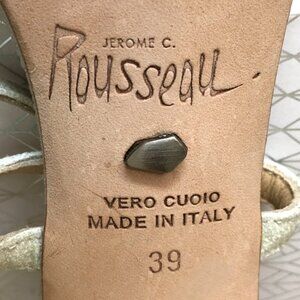 JEROME C.
Rousseau.
VERO CUOIO
MADE IN ITALY
39